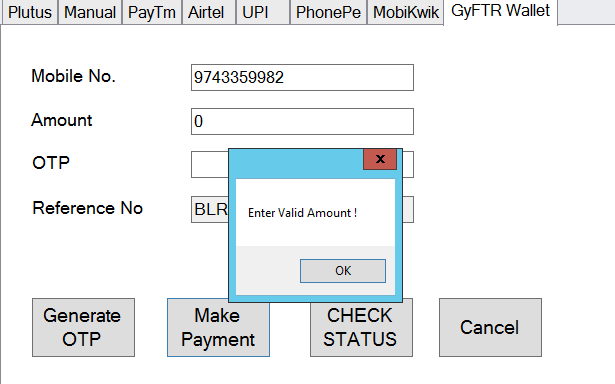 Plutus Manual PayTm Airtel UPI PhonePe MobiKwik GyFTR Wallet
Mobile No. 9743359982
Amount 0
OTP
x
Enter Valid Amount !
Reference No BLR
OK
Generate OTP
Make Payment
CHECK STATUS
Cancel